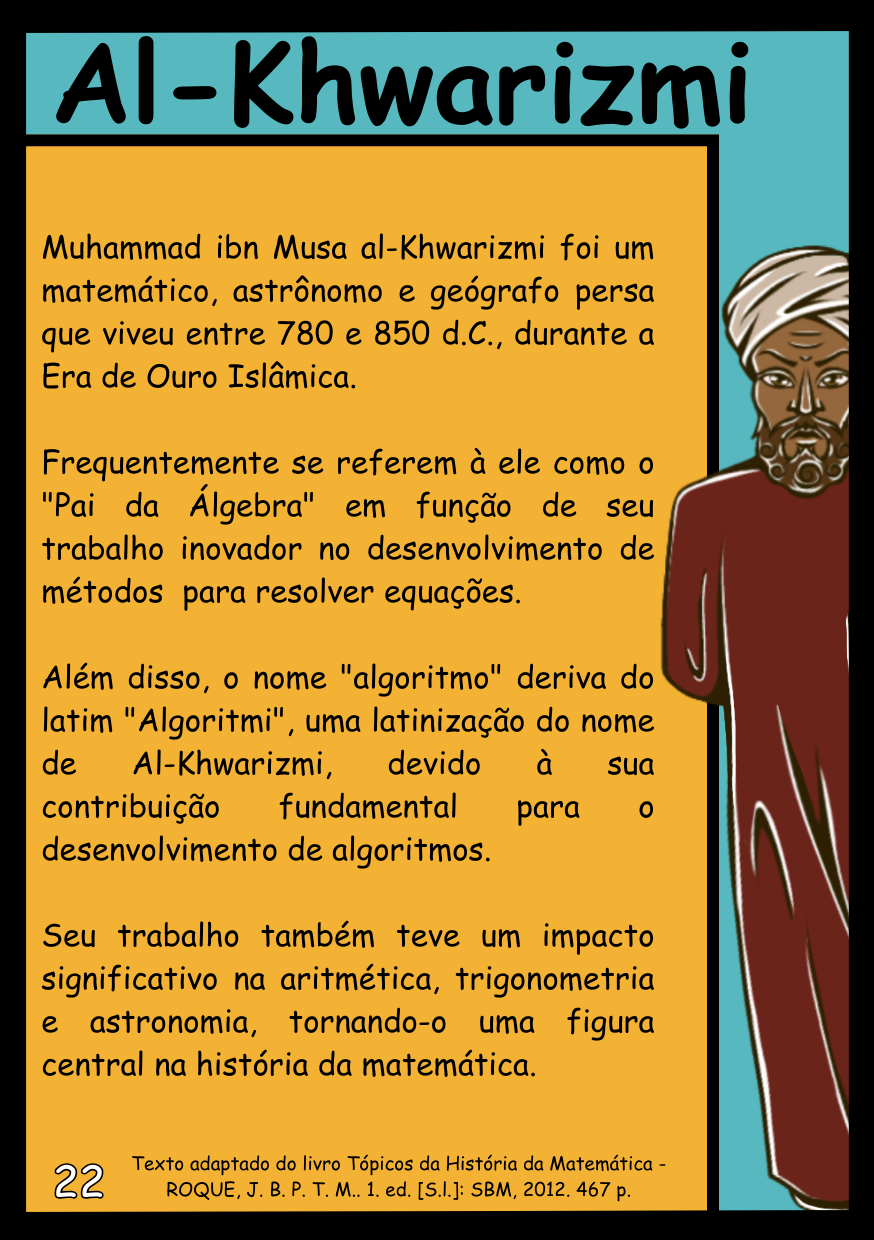 Al-Khwarizmi
Muhammad ibn Musa al-Khwarizmi foi um
matemático, astrônomo e geógrafo persa
que viveu entre 780 e 850 d.C., durante a
Era de Ouro Islâmica.
Frequentemente se referem à ele como o
"Pai da Álgebra" em função de seu
trabalho inovador no desenvolvimento de
métodos para resolver equações.
Além disso, o nome "algoritmo" deriva do
latim "Algoritmi", uma latinização do nome
de Al-Khwarizmi, devido à sua
contribuição fundamental para o
desenvolvimento de algoritmos.
Seu trabalho também teve um impacto
significativo na aritmética, trigonometria
e astronomia, tornando-o uma figura
central na história da matemática.
Texto adaptado do livro Tópicos da História da Matemática -
ROQUE, J. B. P. T. M.. 1. ed. [S.l.]: SBM, 2012. 467 p.
22